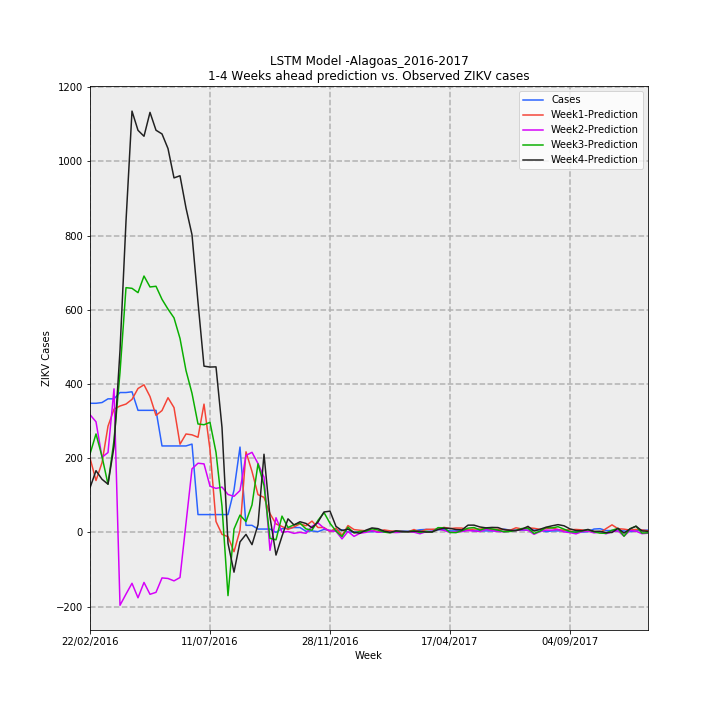 LSTM Model -Alagoas_2016-2017
1-4 Weeks ahead prediction vs. Observed ZIKV cases
Cases
Week1-Prediction
Week2-Prediction
Week3-Prediction
Week4-Prediction
1200
1000
800
600
400
200
0
−200
ZIKV Cases
22/02/2016 11/07/2016 28/11/2016 17/04/2017 04/09/2017
Week